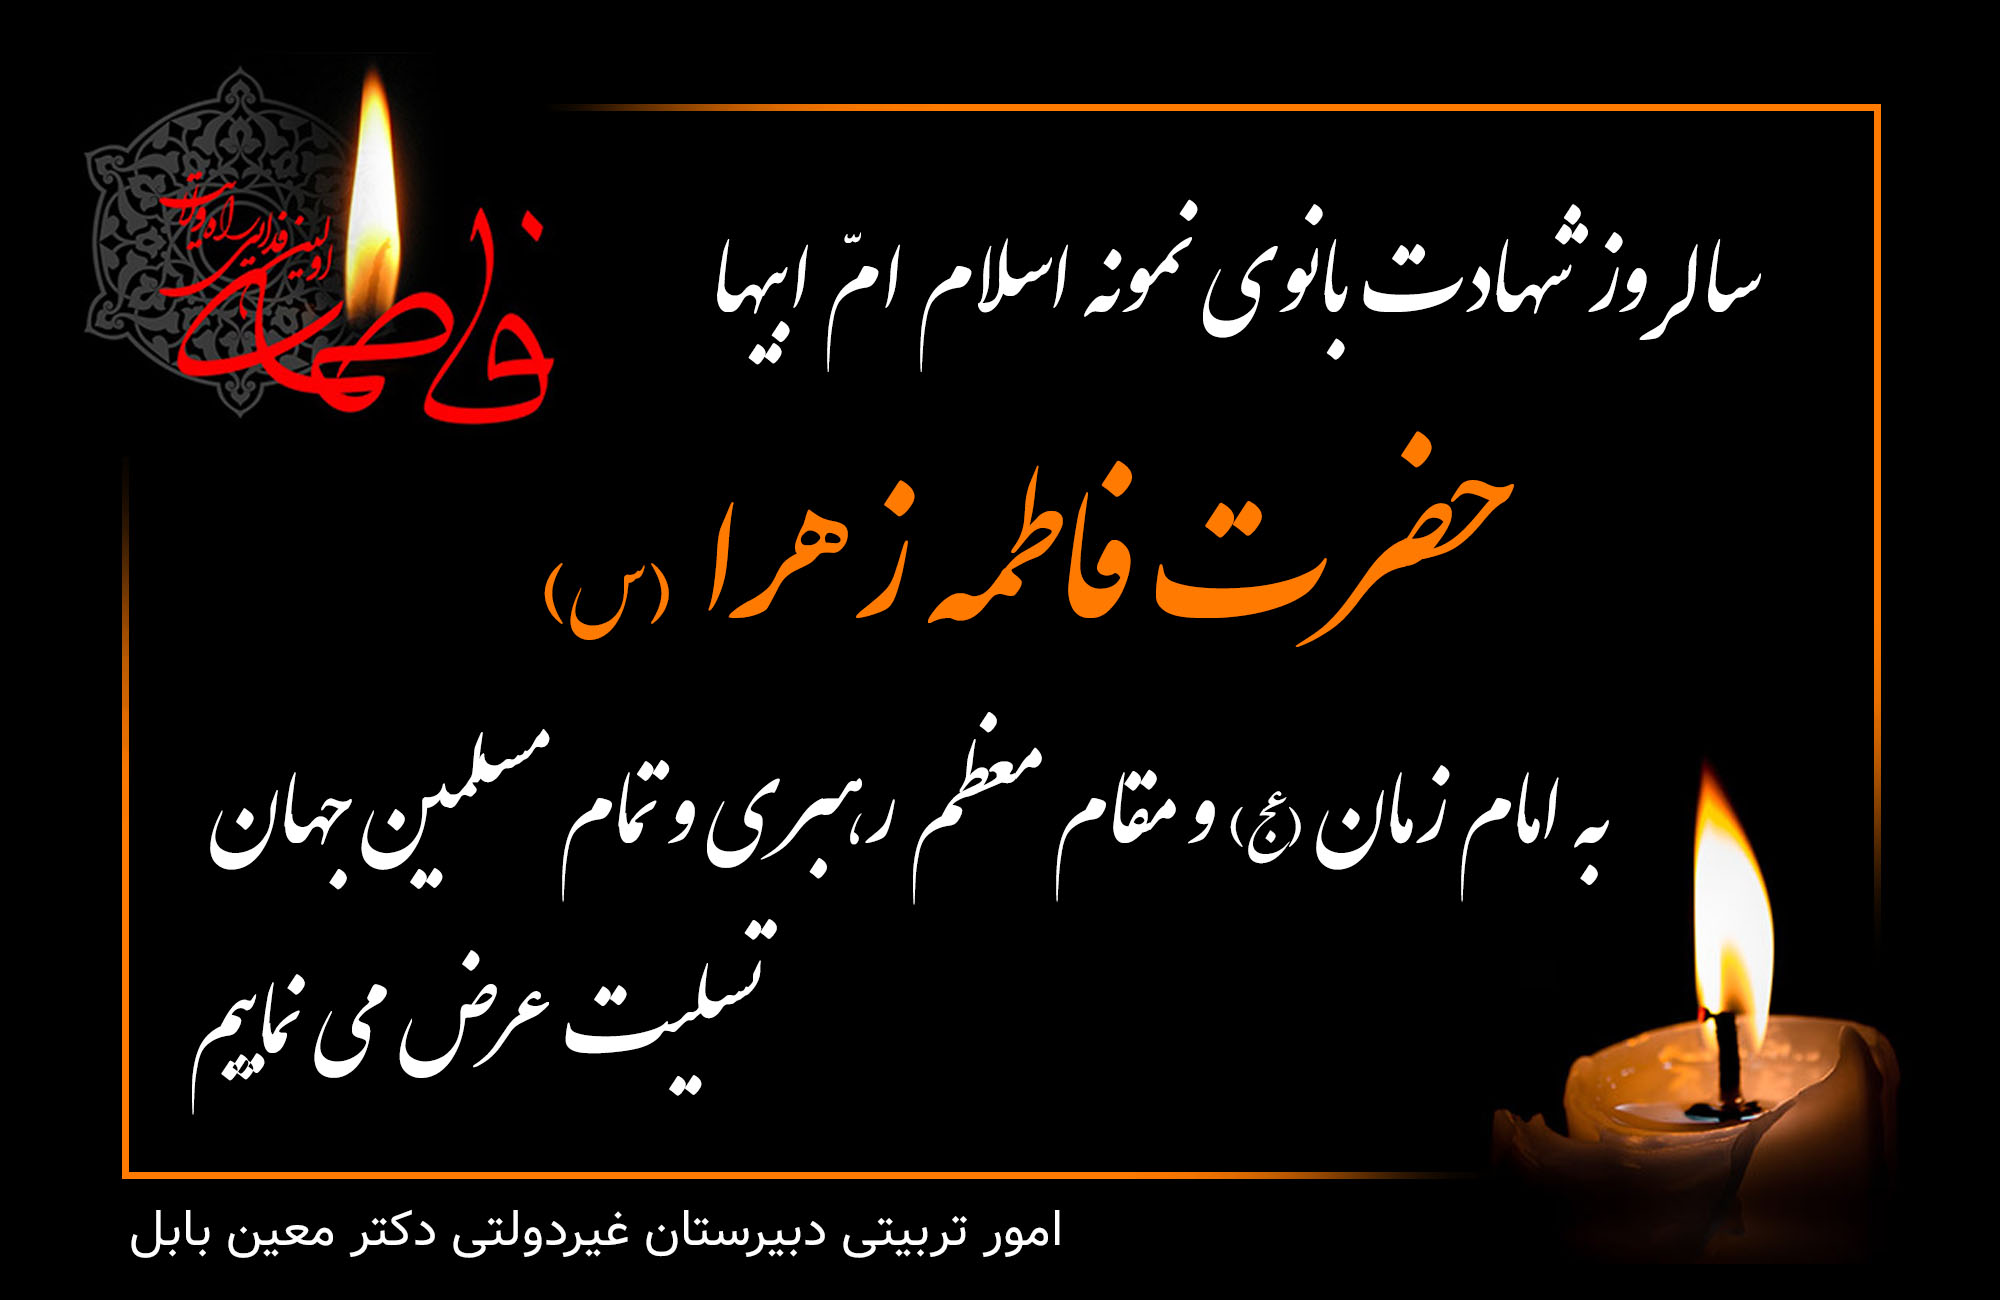 اولین فدایی راه ولایت
فاطمه
سالروز شهادت بانوی نمونه اسلام امّ ابیها
حضرت فاطمه زهرا (س)
به امام زمان (عج) و مقام معظم رهبری و تمام مسلمین جهان
تسلیت عرض می نماییم
امور تربیتی دبیرستان غیردولتی دکتر معین بابل